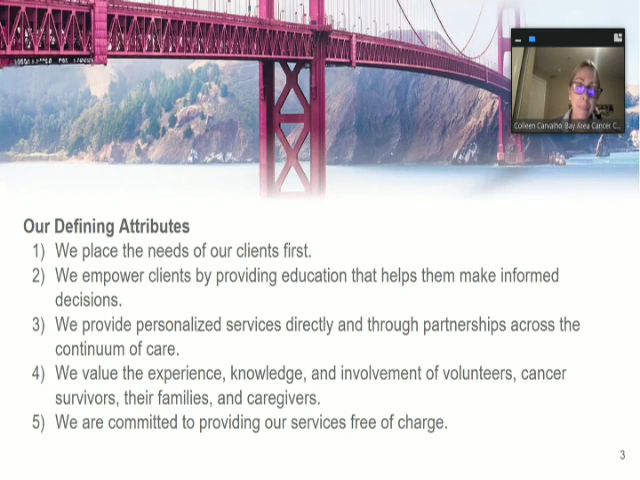 Colleen Carvalho, Bay Area Cancer C...
Our Defining Attributes
1) We place the needs of our clients first.
2) We empower clients by providing education that helps them make informed
decisions.
3) We provide personalized services directly and through partnerships across the
continuum of care.
4) We value the experience, knowledge, and involvement of volunteers, cancer
survivors, their families, and caregivers.
5) We are committed to providing our services free of charge.
3